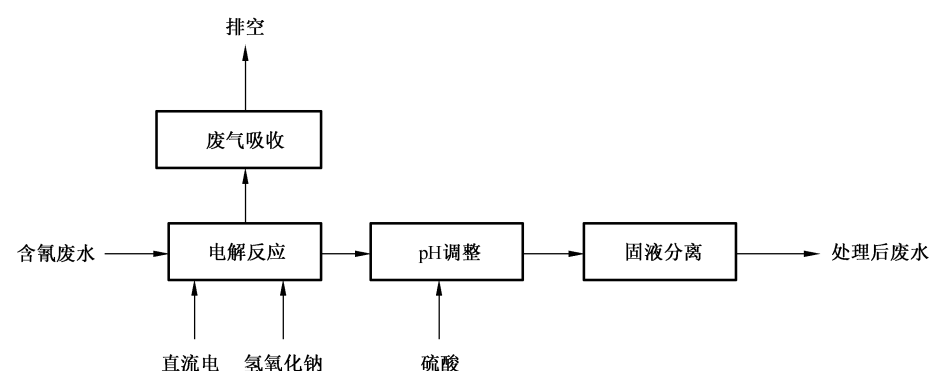 排空
废气吸收
含氰废水
电解反应
pH调整
固液分离
处理后废水
直流电
氢氧化钠
硫酸